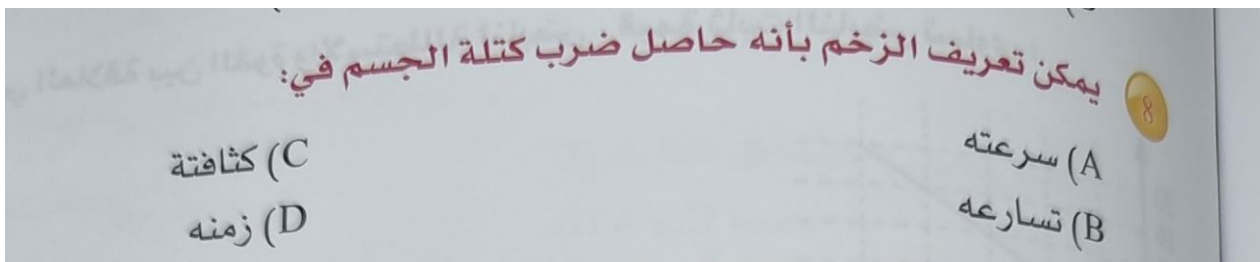 8 يمكن تعريف الزخم بأنه حاصل ضرب كتلة الجسم في:
A) سرعته
B) تسارعه
C) كثافتة
D) زمنه